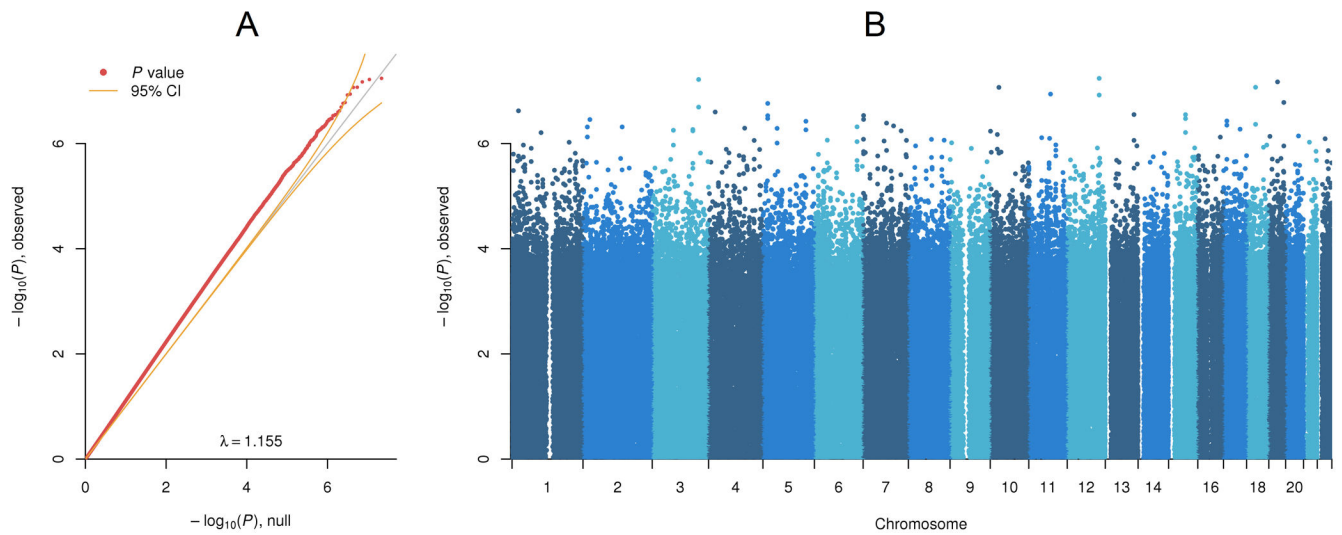 A
B
P value
95% CI
– log₁₀(P), observed
6
4
2
0
λ = 1.155
0 2 4 6
– log₁₀(P), null
– log₁₀(P), observed
6
4
2
0
1 2 3 4 5 6 7 8 9 10 11 12 13 14 16 18 20
Chromosome